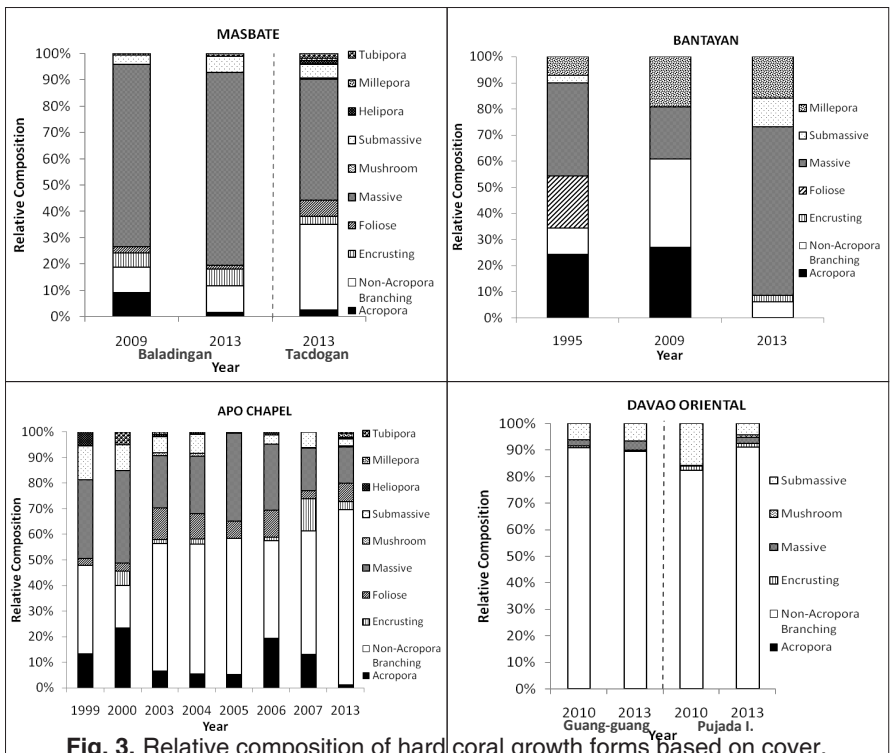 MASBATE
100%
90%
80%
70%
60%
50%
40%
30%
20%
10%
0%
Relative Composition
2009
2013
2013
Baladingan
Tacdogan
Year
Tubipora
Millepora
Helipora
Submassive
Mushroom
Massive
Foliose
Encrusting
Non-Acropora
Branching
Acropora
BANTAYAN
100%
90%
80%
70%
60%
50%
40%
30%
20%
10%
0%
Relative Composition
1995
2009
2013
Year
Millepora
Submassive
Massive
Foliose
Encrusting
Non-Acropora
Branching
Acropora
APO CHAPEL
100%
90%
80%
70%
60%
50%
40%
30%
20%
10%
0%
Relative Composition
1999
2000
2003
2004
2005
2006
2007
2013
Year
Tubipora
Millepora
Heliopora
Submassive
Mushroom
Massive
Foliose
Encrusting
Non-Acropora
Branching
Acropora
DAVAO ORIENTAL
100%
90%
80%
70%
60%
50%
40%
30%
20%
10%
0%
Relative Composition
2010
2013
2010
2013
Guang-guang
Pujada I.
Year
Submassive
Mushroom
Massive
Encrusting
Non-Acropora
Branching
Acropora
Fig. 3. Relative composition of hard coral growth forms based on cover.